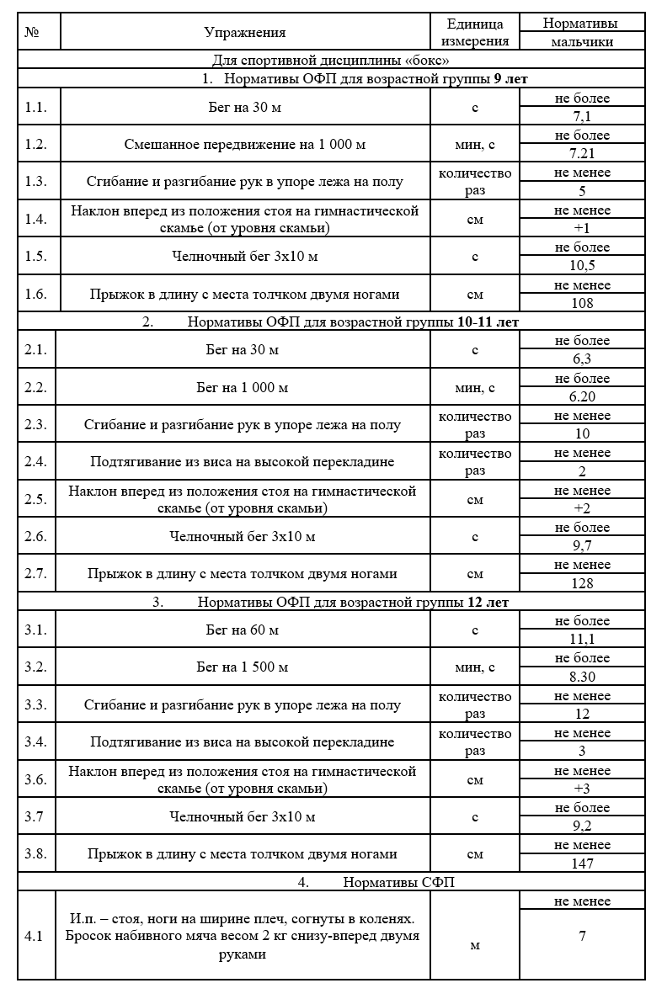 №
Упражнения
Единица
измерения
Нормативы
мальчики
Для спортивной дисциплины «бокс»
1. Нормативы ОФП для возрастной группы 9 лет
1.1.
Бег на 30 м
с
не более
7,1
1.2.
Смешанное передвижение на 1 000 м
мин, с
не более
7.21
1.3.
Сгибание и разгибание рук в упоре лежа на полу
количество
раз
не менее
5
1.4.
Наклон вперед из положения стоя на гимнастической
скамье (от уровня скамьи)
см
не менее
+1
1.5.
Челночный бег 3х10 м
с
не более
10,5
1.6.
Прыжок в длину с места толчком двумя ногами
см
не менее
108
2. Нормативы ОФП для возрастной группы 10-11 лет
2.1.
Бег на 30 м
с
не более
6,3
2.2.
Бег на 1 000 м
мин, с
не более
6.20
2.3.
Сгибание и разгибание рук в упоре лежа на полу
количество
раз
не менее
10
2.4.
Подтягивание из виса на высокой перекладине
количество
раз
не менее
2
2.5.
Наклон вперед из положения стоя на гимнастической
скамье (от уровня скамьи)
см
не менее
+2
2.6.
Челночный бег 3х10 м
с
не более
9,7
2.7.
Прыжок в длину с места толчком двумя ногами
см
не менее
128
3. Нормативы ОФП для возрастной группы 12 лет
3.1.
Бег на 60 м
с
не более
11,1
3.2.
Бег на 1 500 м
мин, с
не более
8.30
3.3.
Сгибание и разгибание рук в упоре лежа на полу
количество
раз
не менее
12
3.4.
Подтягивание из виса на высокой перекладине
количество
раз
не менее
3
3.6.
Наклон вперед из положения стоя на гимнастической
скамье (от уровня скамьи)
см
не менее
+3
3.7
Челночный бег 3х10 м
с
не более
9,2
3.8.
Прыжок в длину с места толчком двумя ногами
см
не менее
147
4. Нормативы СФП
4.1
И.п. – стоя, ноги на ширине плеч, согнуты в коленях.
Бросок набивного мяча весом 2 кг снизу-вперед двумя
руками
м
не менее
7